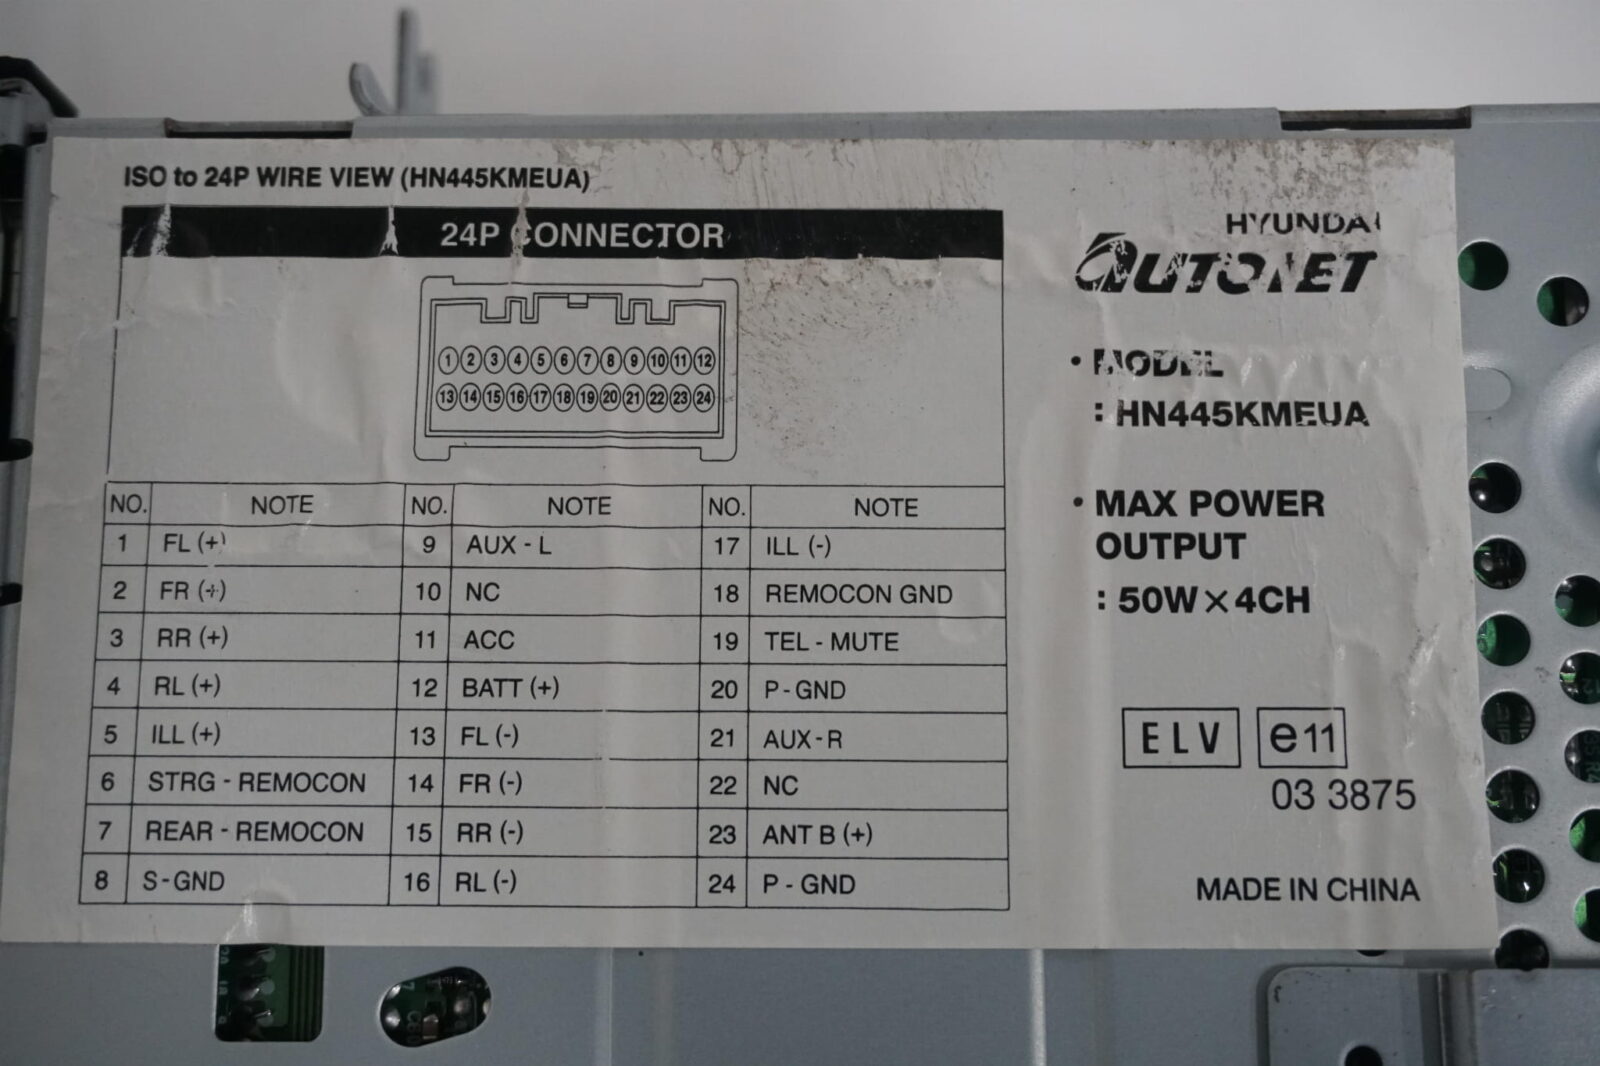 ISO to 24P WIRE VIEW (HN445KMEUA)
24P CONNECTOR
1 2 3 4 5 6 7 8 9 10 11 12
13 14 15 16 17 18 19 20 21 22 23 24
NO. NOTE NO. NOTE NO. NOTE
1 FL (+) 9 AUX - L 17 ILL (-)
2 FR (+) 10 NC 18 REMOCON GND
3 RR (+) 11 ACC 19 TEL - MUTE
4 RL (+) 12 BATT (+) 20 P - GND
5 ILL (+) 13 FL (-) 21 AUX - R
6 STRG - REMOCON 14 FR (-) 22 NC
7 REAR - REMOCON 15 RR (-) 23 ANT B (+)
8 S - GND 16 RL (-) 24 P - GND
HYUNDAI
AUTONET
• MODEL
: HN445KMEUA
• MAX POWER
OUTPUT
: 50W × 4CH
ELV e11
03 3875
MADE IN CHINA